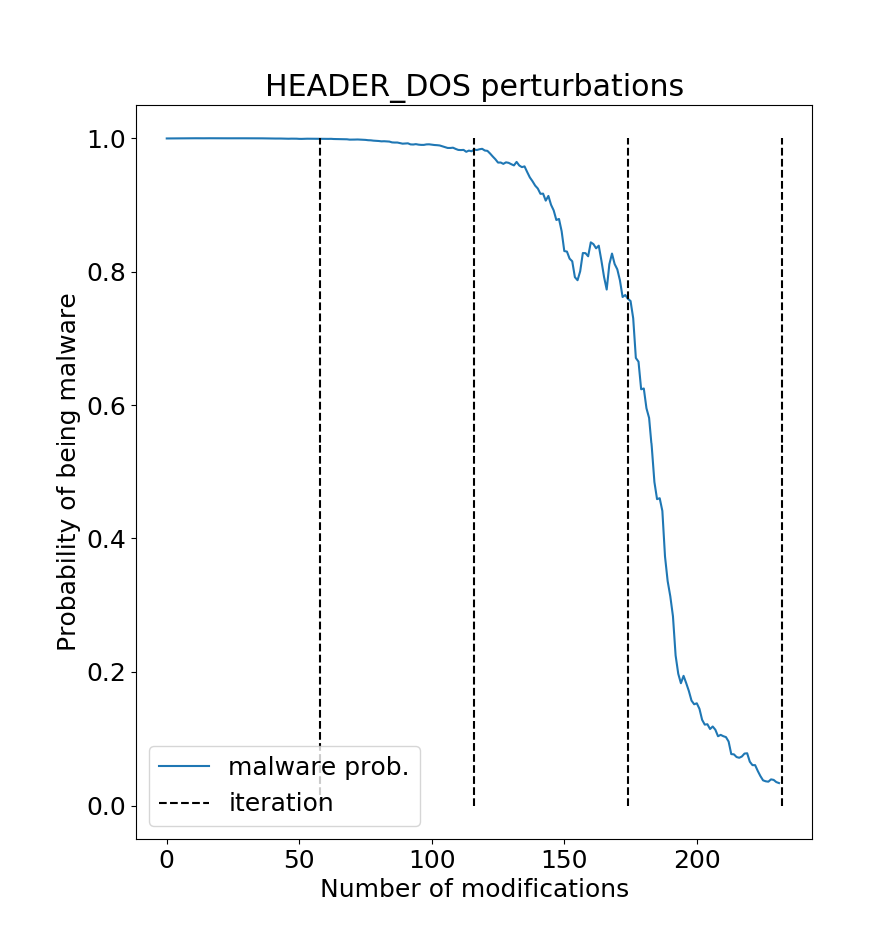 HEADER_DOS perturbations
Probability of being malware
1.0
0.8
0.6
0.4
0.2
0.0
malware prob.
iteration
0 50 100 150 200
Number of modifications